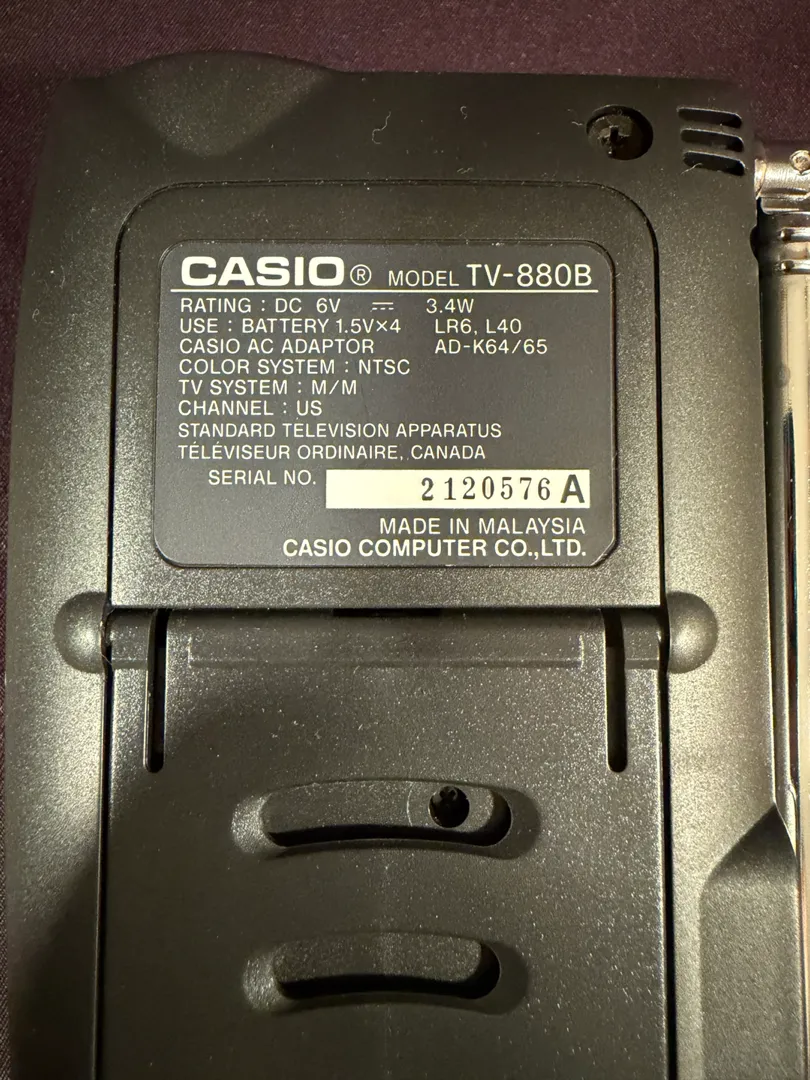 CASIO® MODEL TV-880B
RATING : DC 6V ⎓ 3.4W
USE : BATTERY 1.5V×4 LR6, L40
CASIO AC ADAPTOR AD-K64/65
COLOR SYSTEM : NTSC
TV SYSTEM : M/M
CHANNEL : US
STANDARD TELEVISION APPARATUS
TÉLÉVISEUR ORDINAIRE, CANADA
SERIAL NO. 2120576 A
MADE IN MALAYSIA
CASIO COMPUTER CO.,LTD.